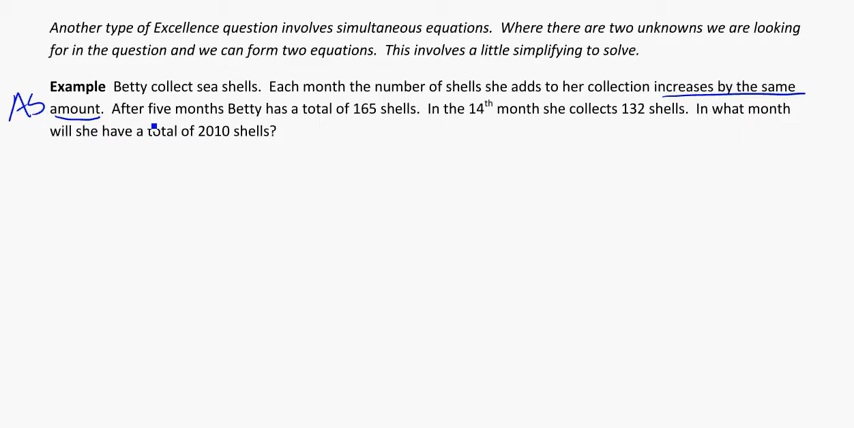 Another type of Excellence question involves simultaneous equations.  Where there are two unknowns we are looking
for in the question and we can form two equations.  This involves a little simplifying to solve.
Example  Betty collect sea shells.  Each month the number of shells she adds to her collection increases by the same
AS
amount.  After five months Betty has a total of 165 shells.  In the 14th month she collects 132 shells.  In what month
will she have a total of 2010 shells?